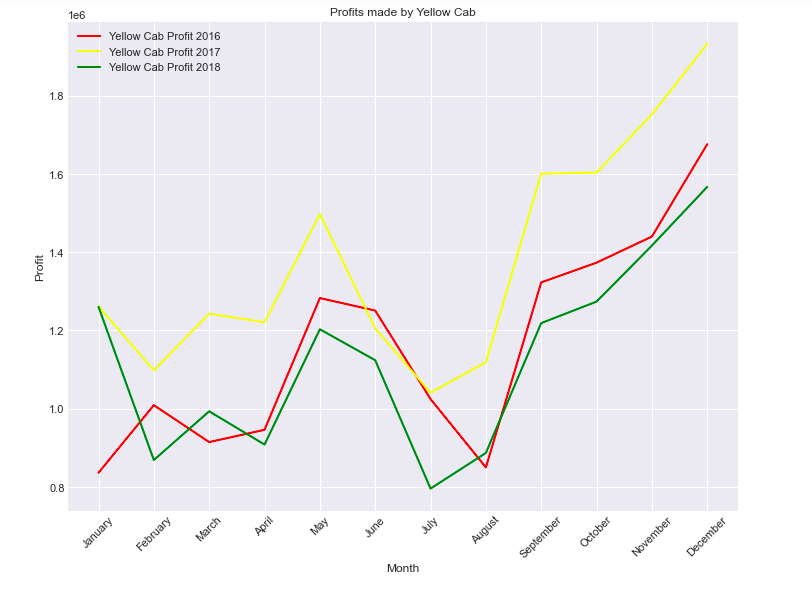 Profits made by Yellow Cab
1e6
Yellow Cab Profit 2016
Yellow Cab Profit 2017
Yellow Cab Profit 2018
1.8
1.6
1.4
1.2
1.0
0.8
Profit
January
February
March
April
May
June
July
August
September
October
November
December
Month